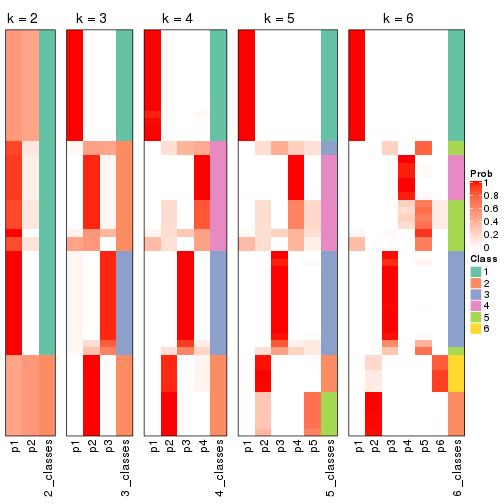 k = 2
k = 3
k = 4
k = 5
k = 6
p1
p2
2_classes
p1
p2
p3
3_classes
p1
p2
p3
p4
4_classes
p1
p2
p3
p4
p5
5_classes
p1
p2
p3
p4
p5
p6
6_classes
Prob
1
0.8
0.6
0.4
0.2
0
Class
1
2
3
4
5
6